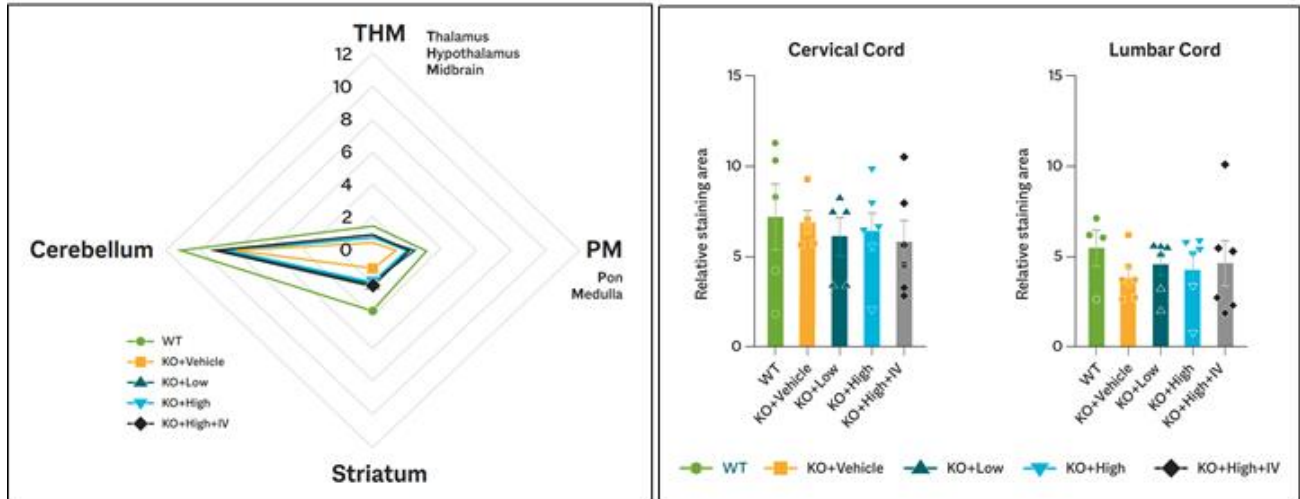 THM
Thalamus
Hypothalamus
Midbrain
12
10
8
6
4
2
0
Cerebellum
PM
Pon
Medulla
WT
KO+Vehicle
KO+Low
KO+High
KO+High+IV
Striatum
Cervical Cord
Relative staining area
15
10
5
0
WT
KO+Vehicle
KO+Low
KO+High
KO+High+IV
Lumbar Cord
Relative staining area
15
10
5
0
WT
KO+Vehicle
KO+Low
KO+High
KO+High+IV
WT KO+Vehicle KO+Low KO+High KO+High+IV